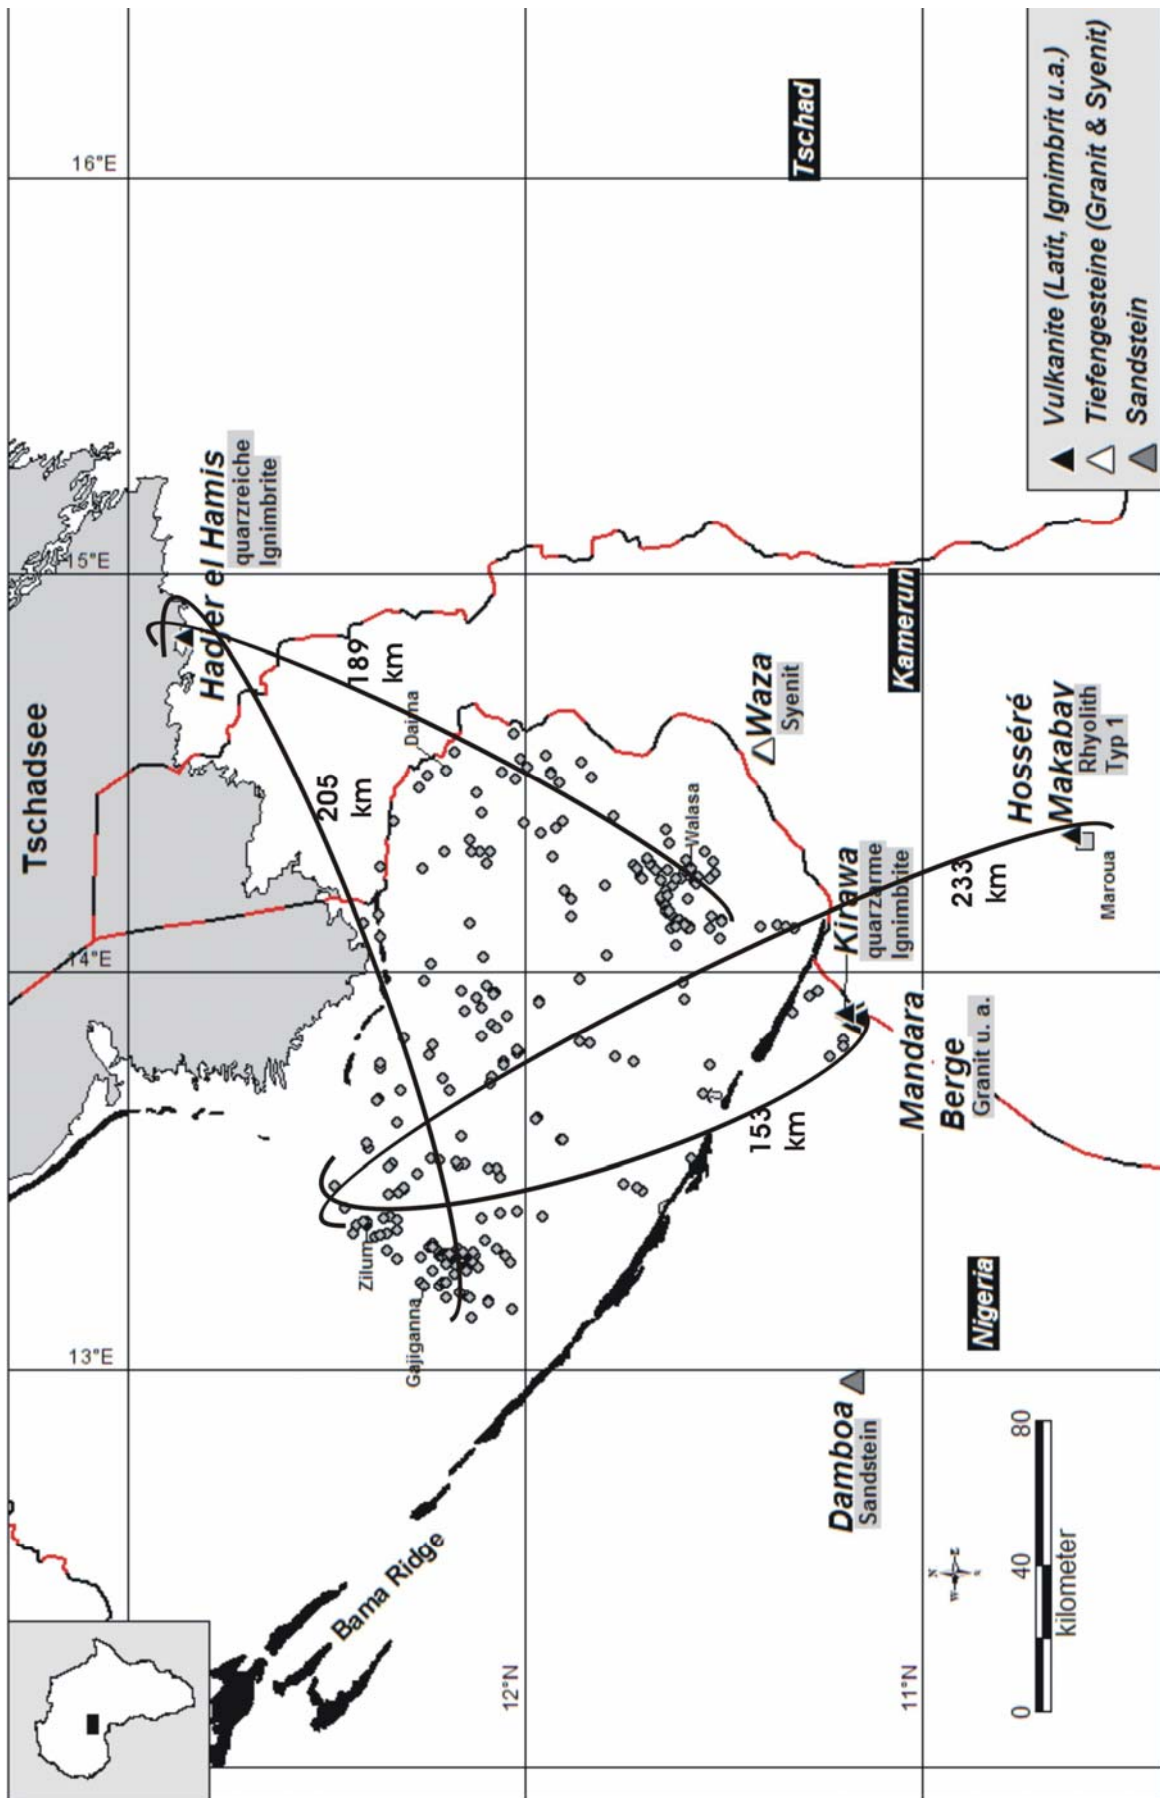 Tschadsee
Hadjer el Hamis
quarzreiche
Ignimbrite
16°E
15°E
14°E
13°E
12°N
11°N
Tschad
Kamerun
Nigeria
189
km
205
km
153
km
233
km
Daima
Walasa
Zilum
Gajiganna
Waza
Syenit
Kirawa
quarzarme
Ignimbrite
Hosséré
Makabay
Rhyolith
Typ 1
Maroua
Mandara
Berge
Granit u. a.
Damboa
Sandstein
Bama Ridge
N
W
E
S
0 40 80
kilometer
Vulkanite (Latit, Ignimbrit u.a.)
Tiefengesteine (Granit & Syenit)
Sandstein